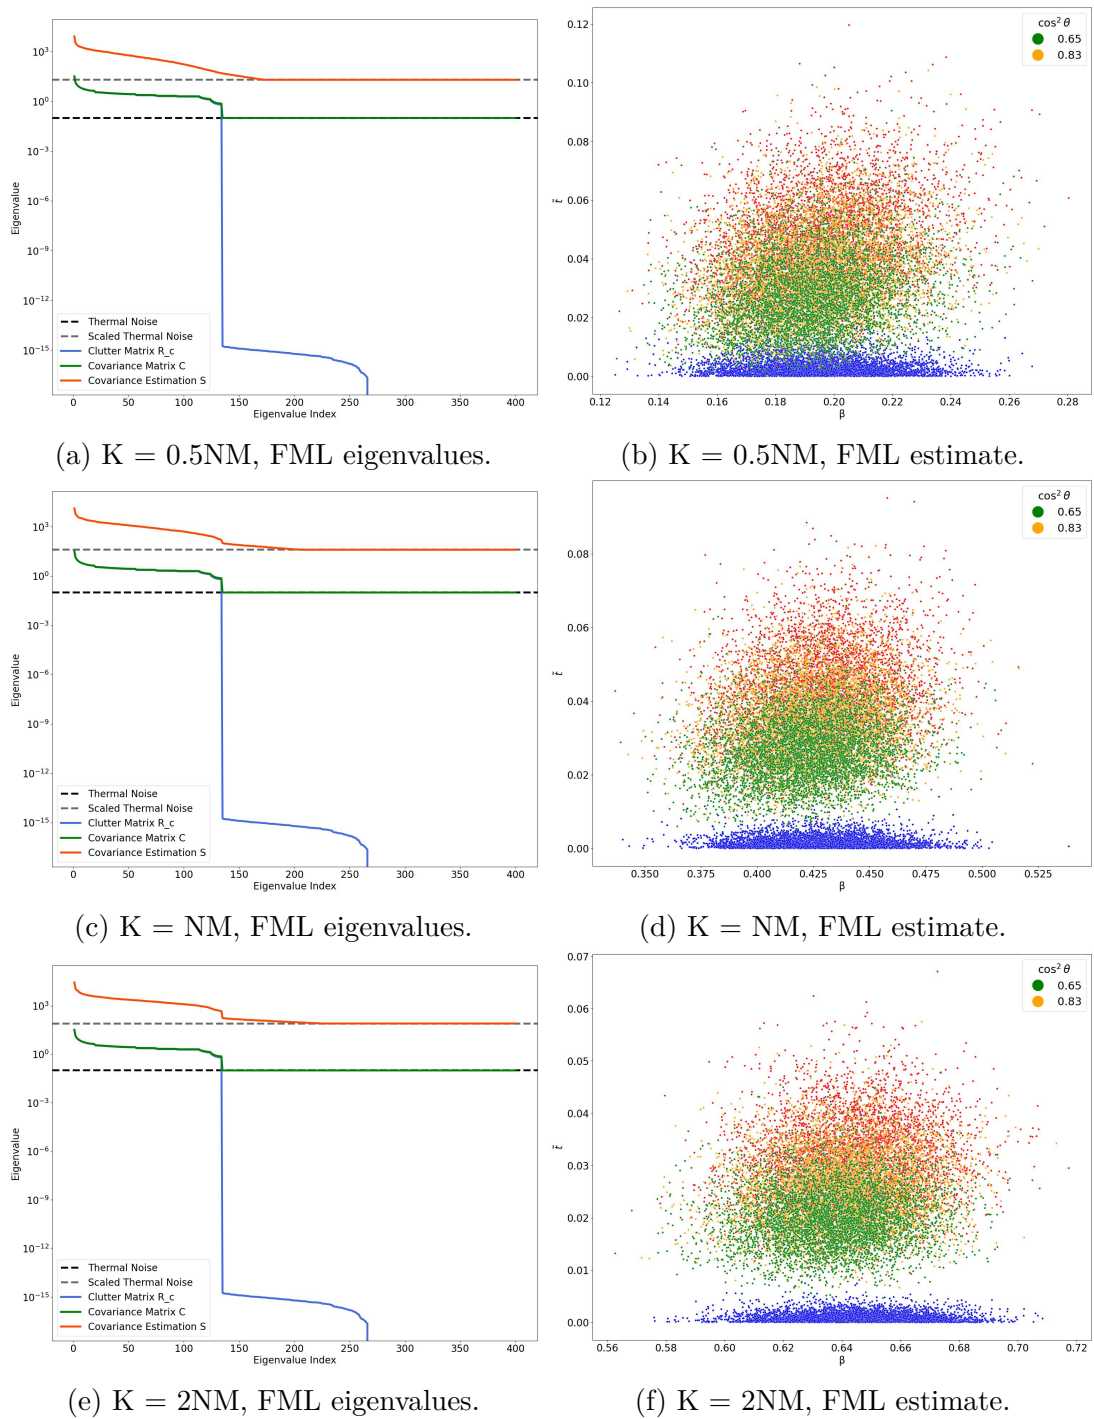 10^3
10^0
10^-3
10^-6
10^-9
10^-12
10^-15
Eigenvalue
Thermal Noise
Scaled Thermal Noise
Clutter Matrix R_c
Covariance Matrix C
Covariance Estimation S
0 50 100 150 200 250 300 350 400
Eigenvalue Index
(a) K = 0.5NM, FML eigenvalues.
0.12
0.10
0.08
0.06
0.04
0.02
0.00
t̃
cos² θ
0.65
0.83
0.12 0.14 0.16 0.18 0.20 0.22 0.24 0.26 0.28
β
(b) K = 0.5NM, FML estimate.
10^3
10^0
10^-3
10^-6
10^-9
10^-12
10^-15
Eigenvalue
Thermal Noise
Scaled Thermal Noise
Clutter Matrix R_c
Covariance Matrix C
Covariance Estimation S
0 50 100 150 200 250 300 350 400
Eigenvalue Index
(c) K = NM, FML eigenvalues.
0.08
0.06
0.04
0.02
0.00
t̃
cos² θ
0.65
0.83
0.350 0.375 0.400 0.425 0.450 0.475 0.500 0.525
β
(d) K = NM, FML estimate.
10^3
10^0
10^-3
10^-6
10^-9
10^-12
10^-15
Eigenvalue
Thermal Noise
Scaled Thermal Noise
Clutter Matrix R_c
Covariance Matrix C
Covariance Estimation S
0 50 100 150 200 250 300 350 400
Eigenvalue Index
(e) K = 2NM, FML eigenvalues.
0.07
0.06
0.05
0.04
0.03
0.02
0.01
0.00
t̃
cos² θ
0.65
0.83
0.56 0.58 0.60 0.62 0.64 0.66 0.68 0.70 0.72
β
(f) K = 2NM, FML estimate.